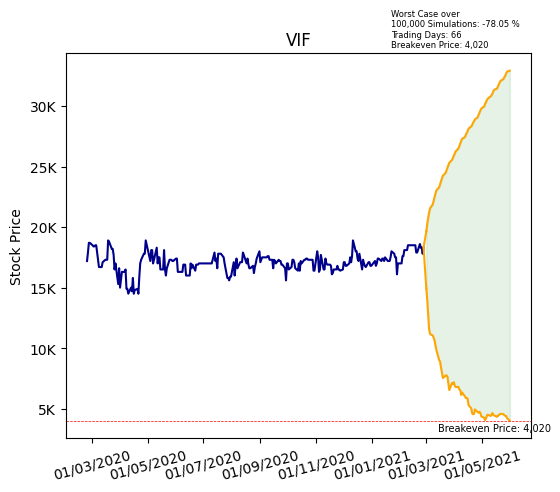 Worst Case over
100,000 Simulations: -78.05 %
Trading Days: 66
Breakeven Price: 4,020
VIF
Stock Price
30K
25K
20K
15K
10K
5K
Breakeven Price: 4,020
01/03/2020
01/05/2020
01/07/2020
01/09/2020
01/11/2020
01/01/2021
01/03/2021
01/05/2021